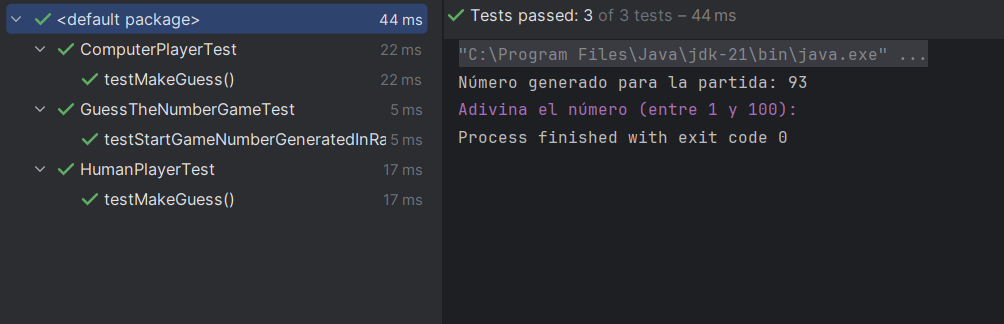 <default package> 44 ms
ComputerPlayerTest 22 ms
testMakeGuess() 22 ms
GuessTheNumberGameTest 5 ms
testStartGameNumberGeneratedInRa 5 ms
HumanPlayerTest 17 ms
testMakeGuess() 17 ms
Tests passed: 3 of 3 tests – 44 ms
"C:\Program Files\Java\jdk-21\bin\java.exe" ...
Número generado para la partida: 93
Adivina el número (entre 1 y 100):
Process finished with exit code 0